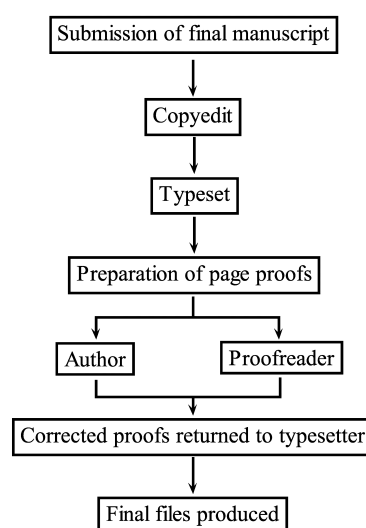 Submission of final manuscript
Copyedit
Typeset
Preparation of page proofs
Author
Proofreader
Corrected proofs returned to typesetter
Final files produced